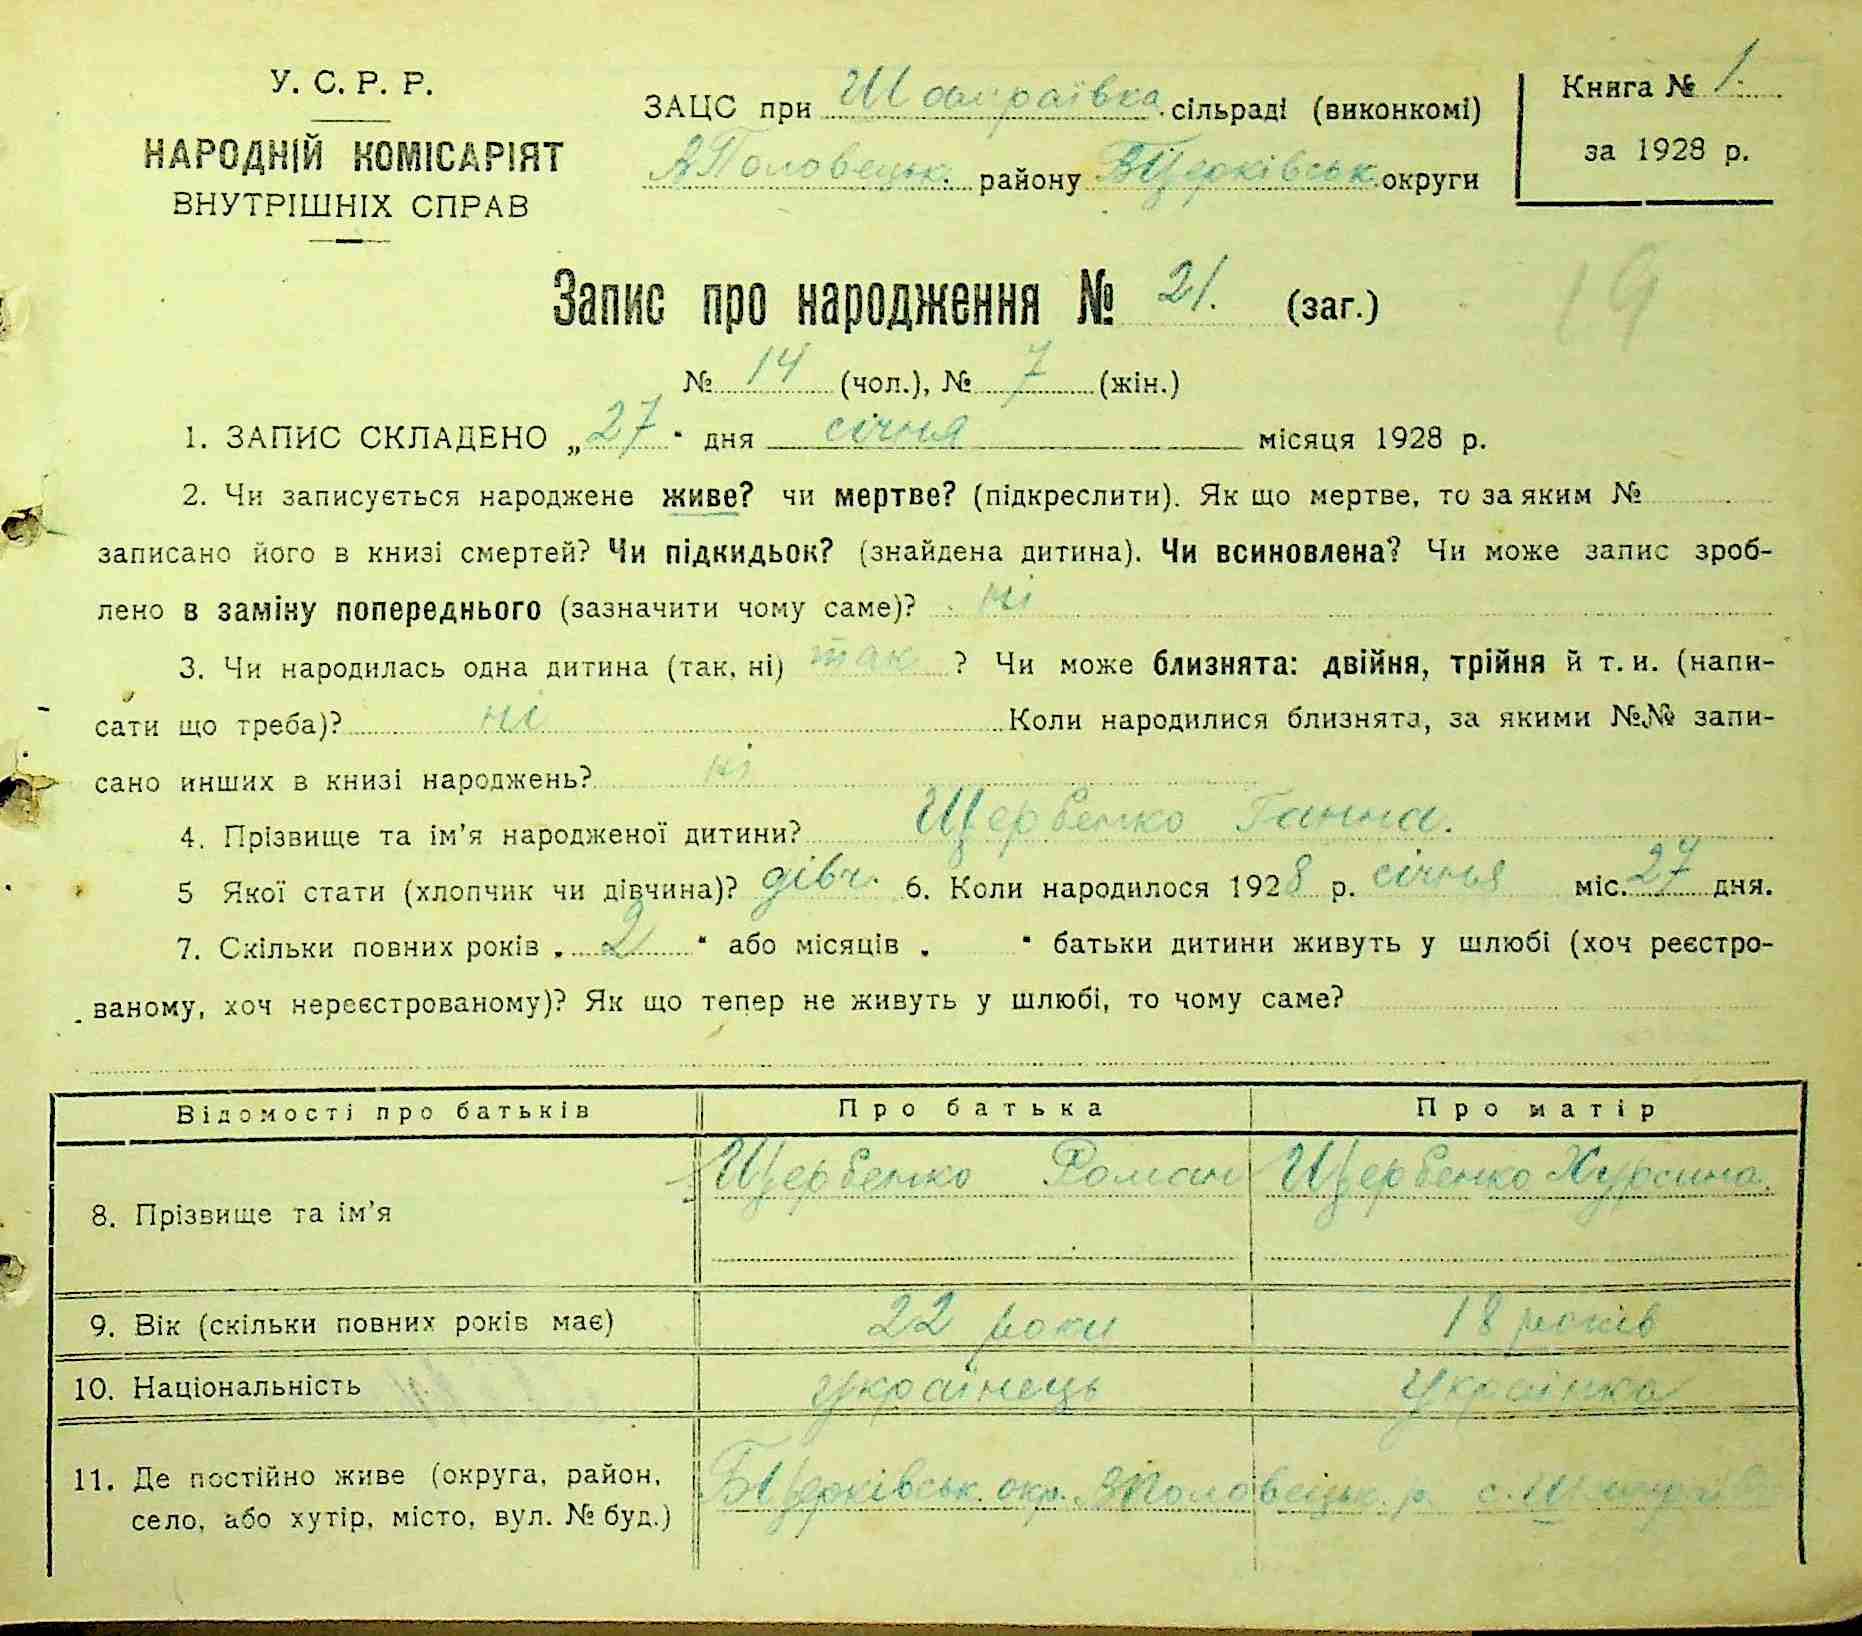 У. С. Р. Р.
НАРОДНІЙ КОМІСАРІЯТ
ВНУТРІШНІХ СПРАВ
ЗАЦС при Шамраївка сільраді (виконкомі)
В Половецьк. району БЦерківськ округи
Книга № 1.
за 1928 р.
Запис про народження № 21. (заг.)
19
№ 14 (чол.), № 7 (жін.)
1. ЗАПИС СКЛАДЕНО „27" дня січня місяця 1928 р.
2. Чи записується народжене живе? чи мертве? (підкреслити). Як що мертве, то за яким №
записано його в книзі смертей? Чи підкидьок? (знайдена дитина). Чи всиновлена? Чи може запис зроб-
лено в заміну попереднього (зазначити чому саме)? ні
3. Чи народилась одна дитина (так, ні) так ? Чи може близнята: двійня, трійня й т. и. (напи-
сати що треба)? ні Коли народилися близнята, за якими №№ запи-
сано инших в книзі народжень? ні
4. Прізвище та ім'я народженої дитини? Щербенко Ганна.
5 Якої стати (хлопчик чи дівчина)? дівч. 6. Коли народилося 1928 р. січня міс. 27 дня.
7. Скільки повних років „ 2 " або місяців „ " батьки дитини живуть у шлюбі (хоч реєстро-
ваному, хоч нереєстрованому)? Як що тепер не живуть у шлюбі, то чому саме?
Відомості про батьків Про батька Про матір
8. Прізвище та ім'я Щербенко Роман Щербенко Хурсина.
9. Вік (скільки повних років має) 22 роки 18 років
10. Національність українець українка
11. Де постійно живе (округа, район,
село, або хутір, місто, вул. № буд.) БЦерківськ. окр. ВПоловецьк. р. с.